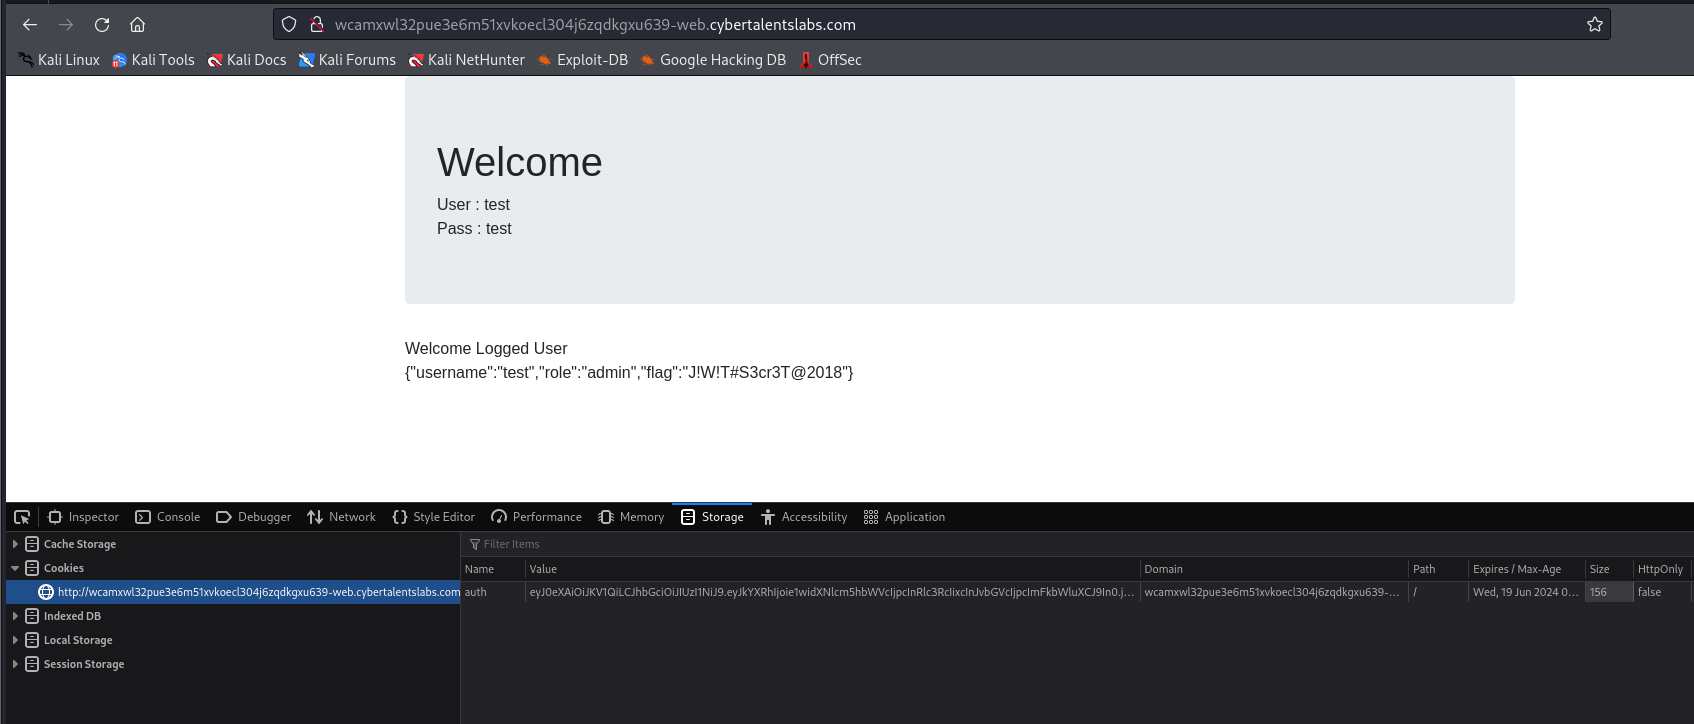 wcamxwl32pue3e6m51xvkoecl304j6zqdkgxu639-web.cybertalentslabs.com
Kali Linux Kali Tools Kali Docs Kali Forums Kali NetHunter Exploit-DB Google Hacking DB OffSec
Welcome
User : test
Pass : test
Welcome Logged User
{"username":"test","role":"admin","flag":"J!W!T#S3cr3T@2018"}
Inspector Console Debugger Network Style Editor Performance Memory Storage Accessibility Application
Cache Storage
Filter Items
Cookies
Name Value Domain Path Expires / Max-Age Size HttpOnly
http://wcamxwl32pue3e6m51xvkoecl304j6zqdkgxu639-web.cybertalentslabs.com
auth eyJ0eXAiOiJKV1QiLCJhbGciOiJIUzI1NiJ9.eyJkYXRhIjoie1widXNlcm5hbWVcIjpcInRlc3RcIixcInJvbGVcIjpcImFkbWluXCJ9In0.j... wcamxwl32pue3e6m51xvkoecl304j6zqdkgxu639-... / Wed, 19 Jun 2024 0... 156 false
Indexed DB
Local Storage
Session Storage